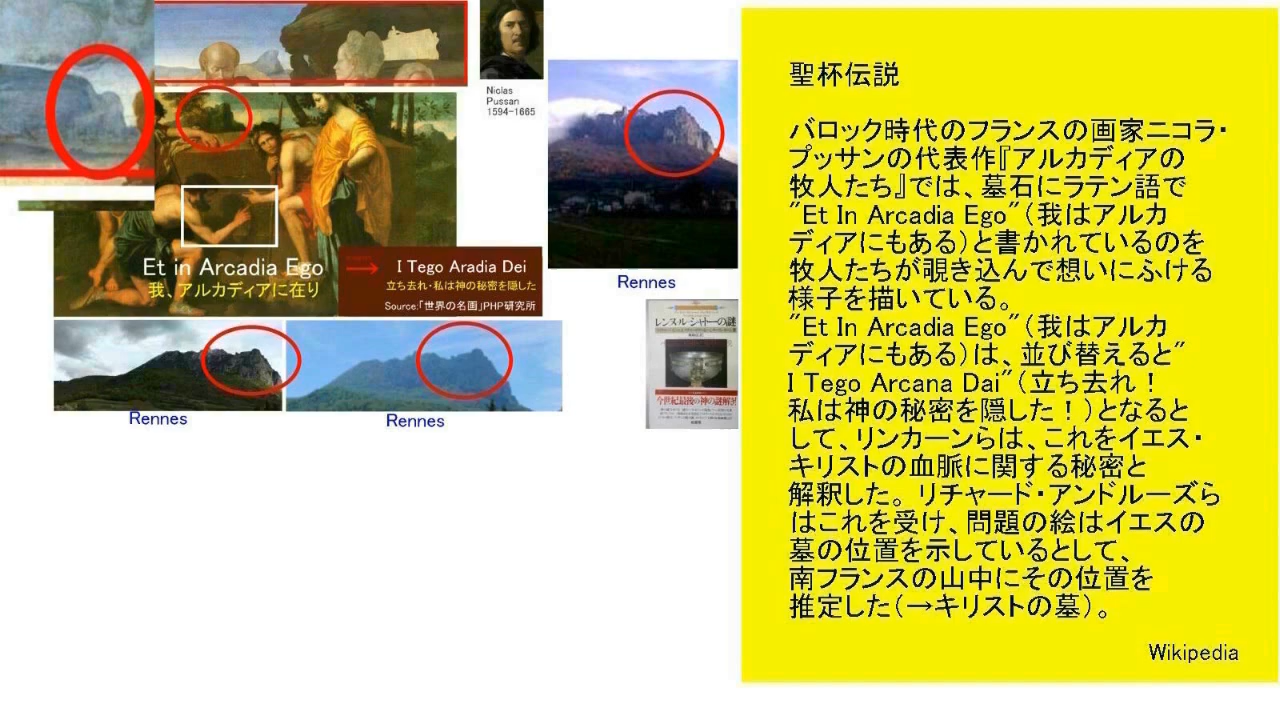 Niclas
Pussan
1594-1665
Et in Arcadia Ego
我、アルカディアに在り
I Tego Aradia Dei
立ち去れ・私は神の秘密を隠した
Source:「世界の名画」PHP研究所
Rennes
Rennes
Rennes
レンヌル・シャトーの謎
今世紀最後の神の謎解き!
聖杯伝説
バロック時代のフランスの画家ニコラ・
プッサンの代表作『アルカディアの
牧人たち』では、墓石にラテン語で
"Et In Arcadia Ego"(我はアルカ
ディアにもある)と書かれているのを
牧人たちが覗き込んで想いにふける
様子を描いている。
"Et In Arcadia Ego"(我はアルカ
ディアにもある)は、並び替えると"
I Tego Arcana Dai"(立ち去れ!
私は神の秘密を隠した!)となると
して、リンカーンらは、これをイエス・
キリストの血脈に関する秘密と
解釈した。リチャード・アンドルーズら
はこれを受け、問題の絵はイエスの
墓の位置を示しているとして、
南フランスの山中にその位置を
推定した(→キリストの墓)。
Wikipedia